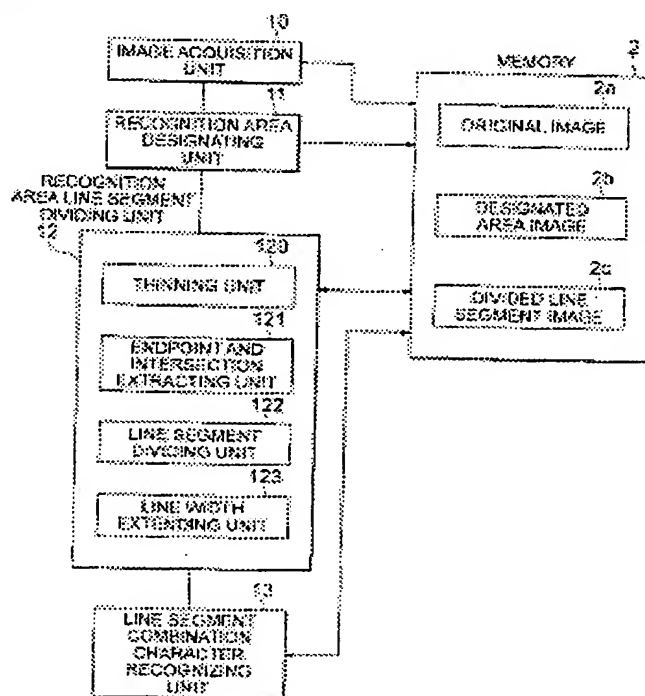 10
IMAGE ACQUISITION
UNIT
11
RECOGNITION AREA
DESIGNATING
UNIT
RECOGNITION
AREA LINE SEGMENT
DIVIDING UNIT
12
120
THINNING UNIT
121
ENDPOINT AND
INTERSECTION
EXTRACTING UNIT
122
LINE SEGMENT
DIVIDING UNIT
123
LINE WIDTH
EXTENDING UNIT
13
LINE SEGMENT
COMBINATION
CHARACTER
RECOGNIZING
UNIT
MEMORY
2
2a
ORIGINAL IMAGE
2b
DESIGNATED
AREA IMAGE
2c
DIVIDED LINE
SEGMENT IMAGE